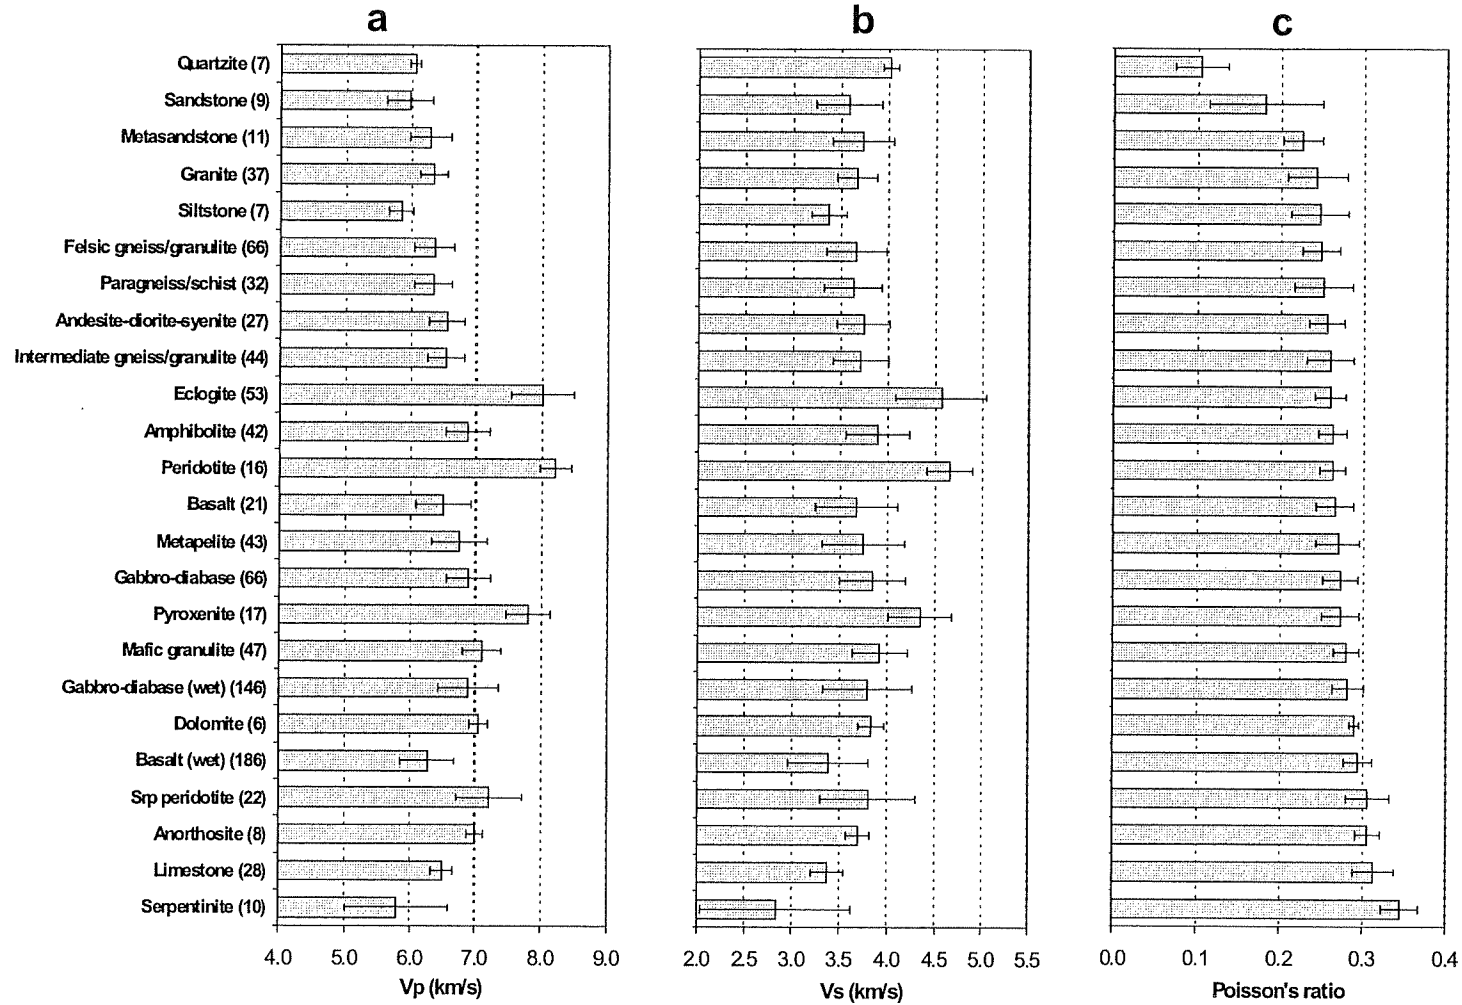 a b c
Quartzite (7)
Sandstone (9)
Metasandstone (11)
Granite (37)
Siltstone (7)
Felsic gneiss/granulite (66)
Paragneiss/schist (32)
Andesite-diorite-syenite (27)
Intermediate gneiss/granulite (44)
Eclogite (53)
Amphibolite (42)
Peridotite (16)
Basalt (21)
Metapelite (43)
Gabbro-diabase (66)
Pyroxenite (17)
Mafic granulite (47)
Gabbro-diabase (wet) (146)
Dolomite (6)
Basalt (wet) (186)
Srp peridotite (22)
Anorthosite (8)
Limestone (28)
Serpentinite (10)
4.0 5.0 6.0 7.0 8.0 9.0 2.0 2.5 3.0 3.5 4.0 4.5 5.0 5.5 0.0 0.1 0.2 0.3 0.4
Vp (km/s) Vs (km/s) Poisson's ratio